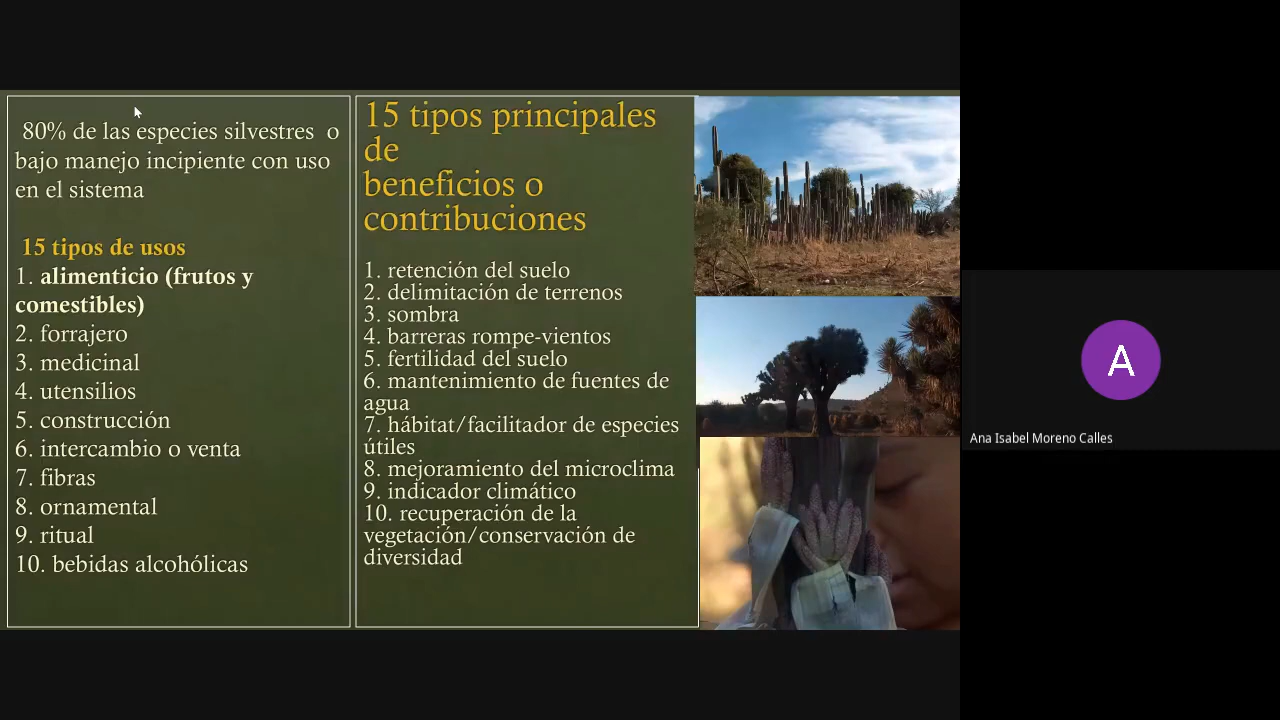 80% de las especies silvestres o
bajo manejo incipiente con uso
en el sistema
15 tipos de usos
1. alimenticio (frutos y
comestibles)
2. forrajero
3. medicinal
4. utensilios
5. construcción
6. intercambio o venta
7. fibras
8. ornamental
9. ritual
10. bebidas alcohólicas
15 tipos principales
de
beneficios o
contribuciones
1. retención del suelo
2. delimitación de terrenos
3. sombra
4. barreras rompe-vientos
5. fertilidad del suelo
6. mantenimiento de fuentes de
agua
7. hábitat/facilitador de especies
útiles
8. mejoramiento del microclima
9. indicador climático
10. recuperación de la
vegetación/conservación de
diversidad
A
Ana Isabel Moreno Calles